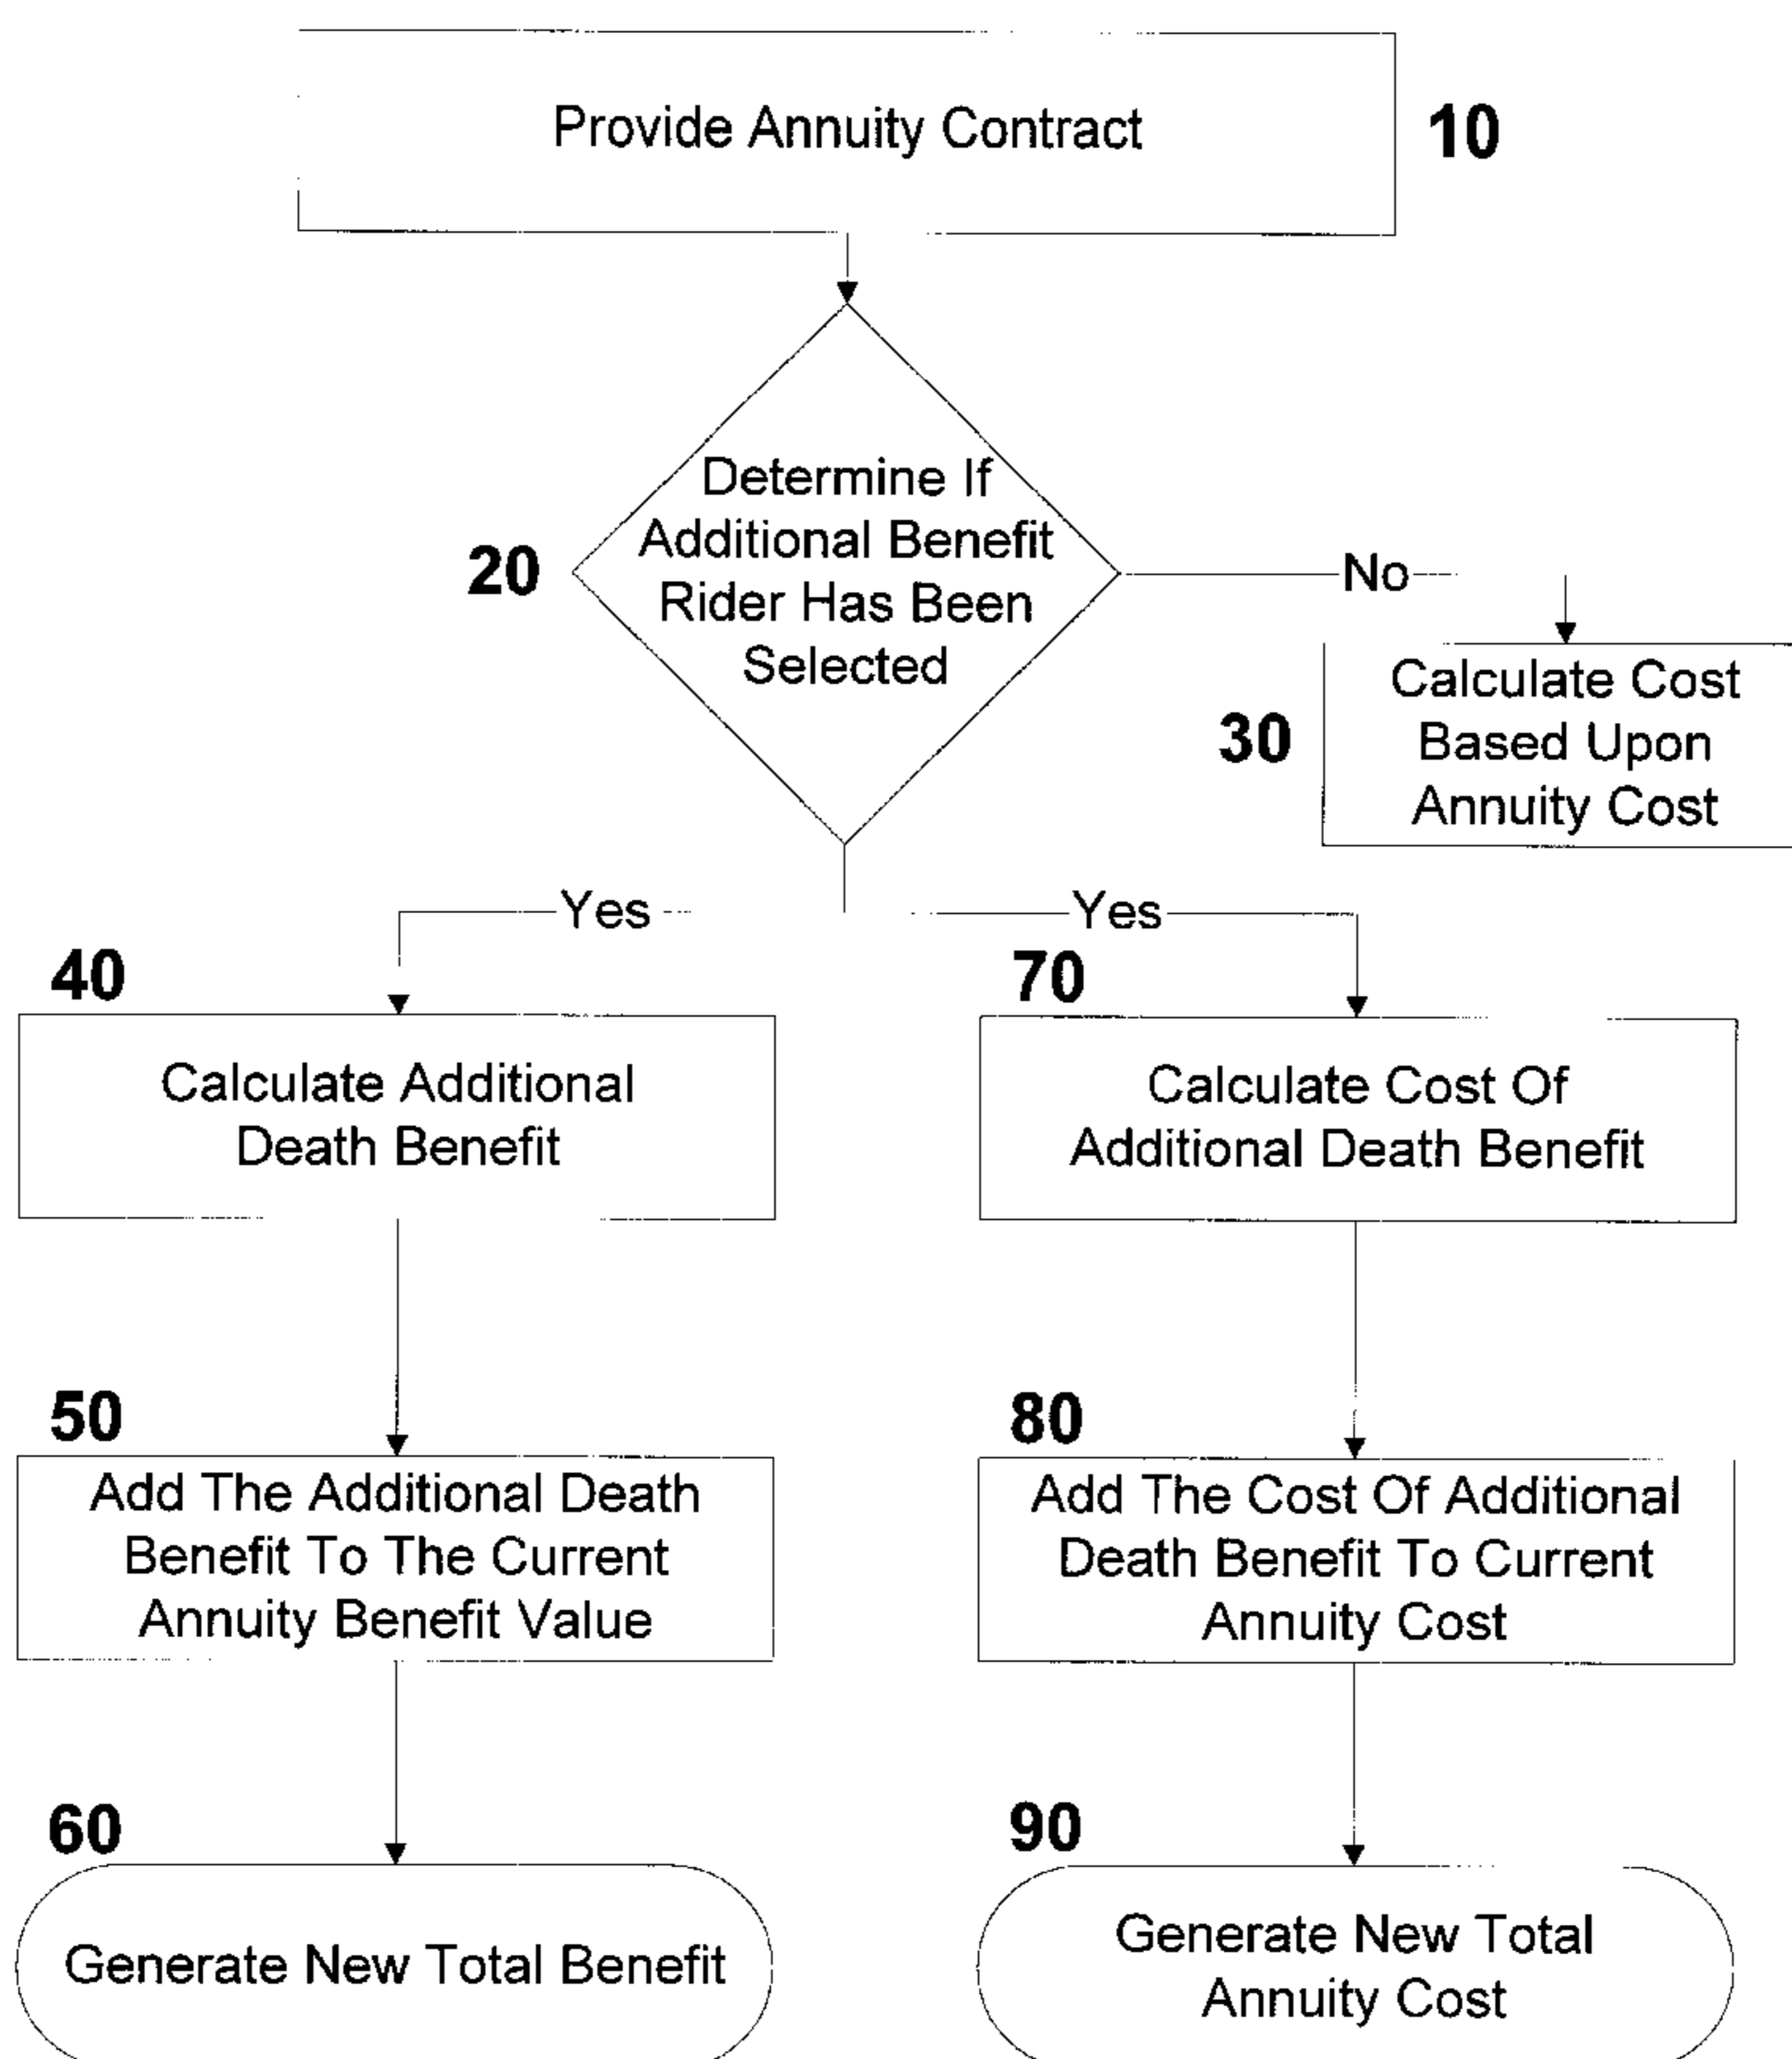 Provide Annuity Contract
10
Determine If
Additional Benefit
Rider Has Been
Selected
20
No
30
Calculate Cost
Based Upon
Annuity Cost
Yes
Yes
40
Calculate Additional
Death Benefit
70
Calculate Cost Of
Additional Death Benefit
50
Add The Additional Death
Benefit To The Current
Annuity Benefit Value
80
Add The Cost Of Additional
Death Benefit To Current
Annuity Cost
60
Generate New Total Benefit
90
Generate New Total
Annuity Cost